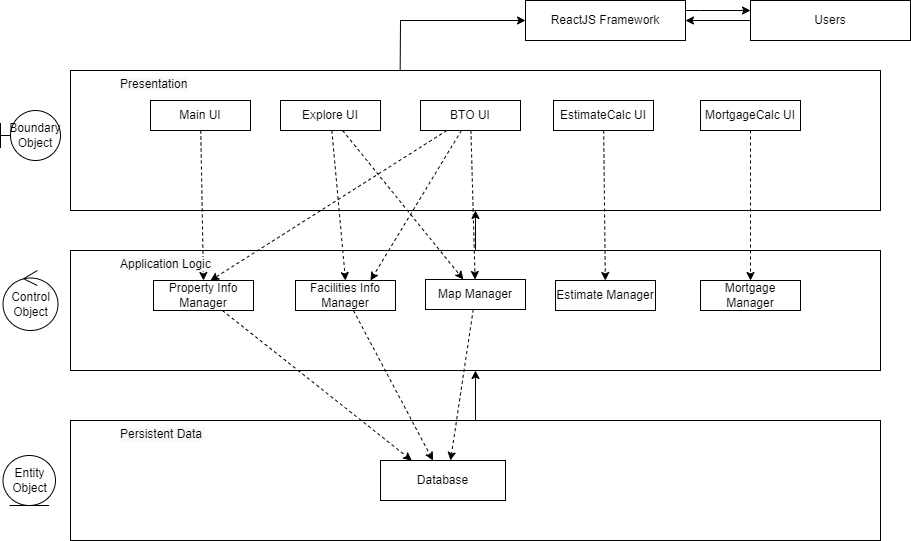 ReactJS Framework
Users
Presentation
Main UI
Explore UI
BTO UI
EstimateCalc UI
MortgageCalc UI
Boundary
Object
Application Logic
Property Info
Manager
Facilities Info
Manager
Map Manager
Estimate Manager
Mortgage
Manager
Control
Object
Persistent Data
Database
Entity
Object